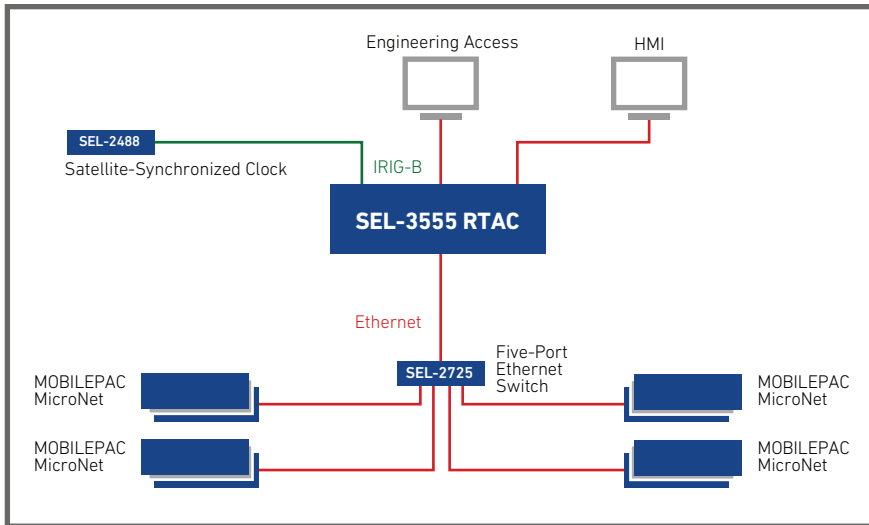 Engineering Access
HMI
SEL-2488
Satellite-Synchronized Clock
IRIG-B
SEL-3555 RTAC
Ethernet
SEL-2725
Five-Port
Ethernet
Switch
MOBILEPAC
MicroNet
MOBILEPAC
MicroNet
MOBILEPAC
MicroNet
MOBILEPAC
MicroNet